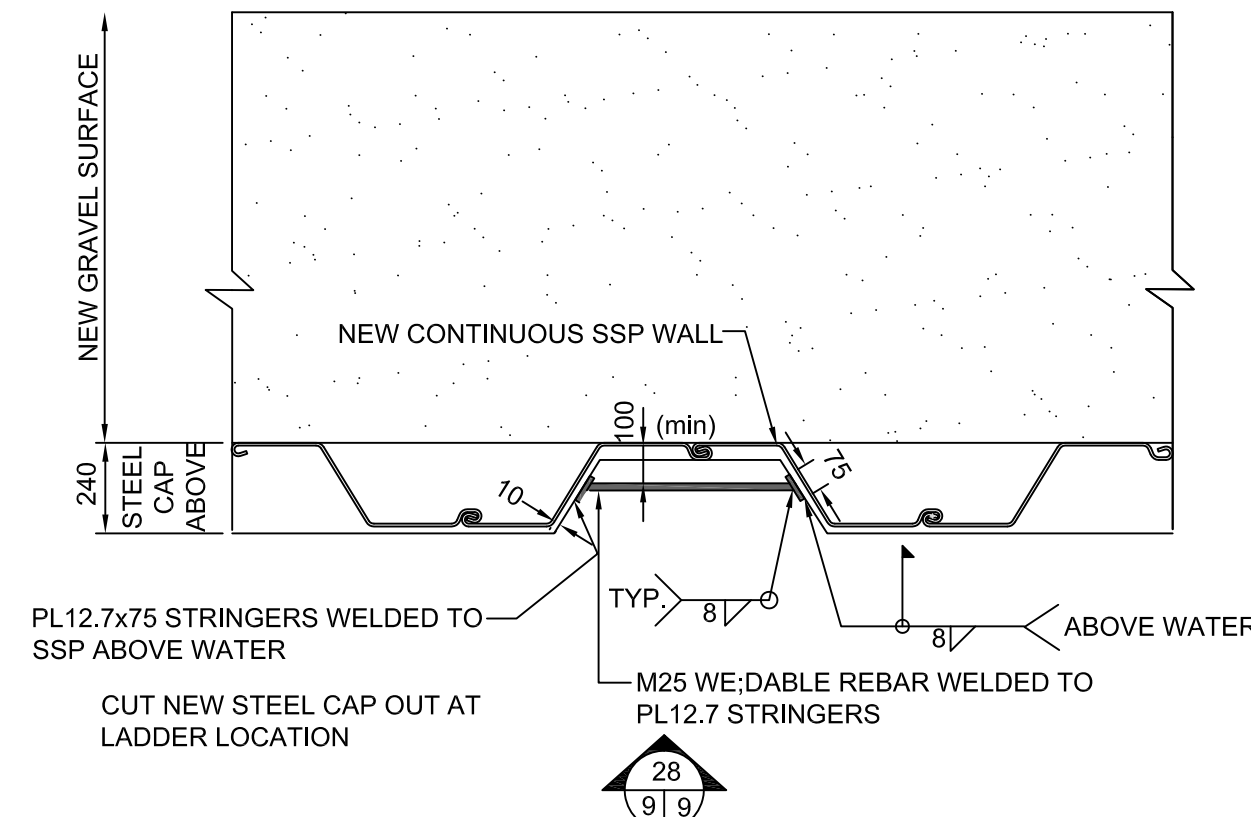 NEW GRAVEL SURFACE
NEW CONTINUOUS SSP WALL
100
(min)
75
240
STEEL
CAP
ABOVE
10
TYP.
8
8
ABOVE WATER
PL12.7x75 STRINGERS WELDED TO
SSP ABOVE WATER
M25 WE;DABLE REBAR WELDED TO
PL12.7 STRINGERS
CUT NEW STEEL CAP OUT AT
LADDER LOCATION
28
9 9